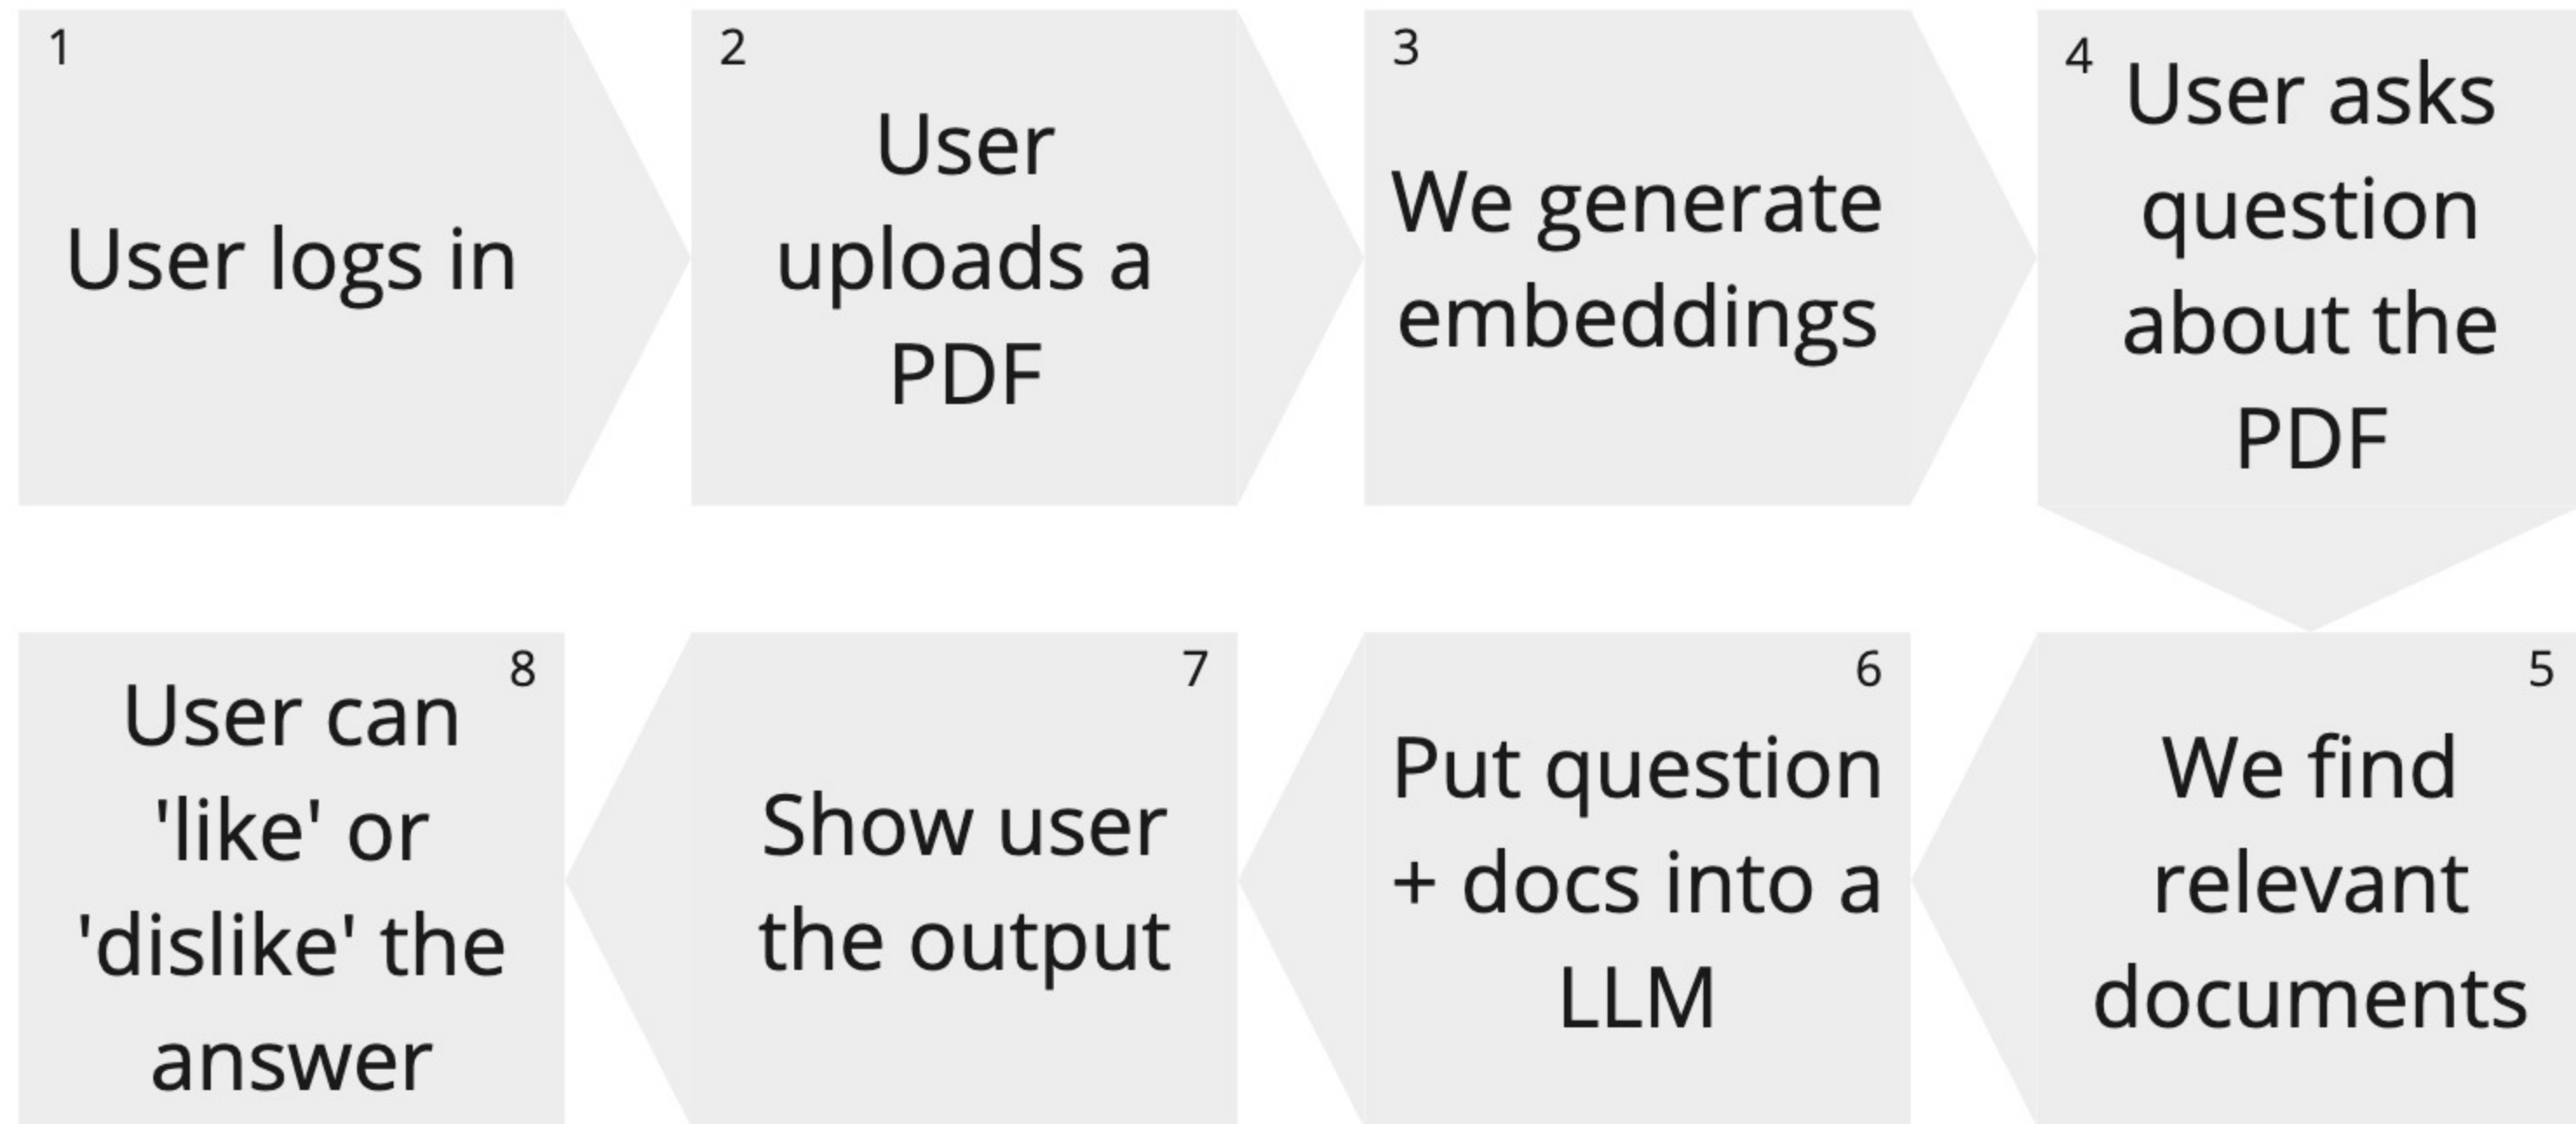 1
User logs in
2
User
uploads a
PDF
3
We generate
embeddings
4
User asks
question
about the
PDF
5
We find
relevant
documents
6
Put question
+ docs into a
LLM
7
Show user
the output
8
User can
'like' or
'dislike' the
answer